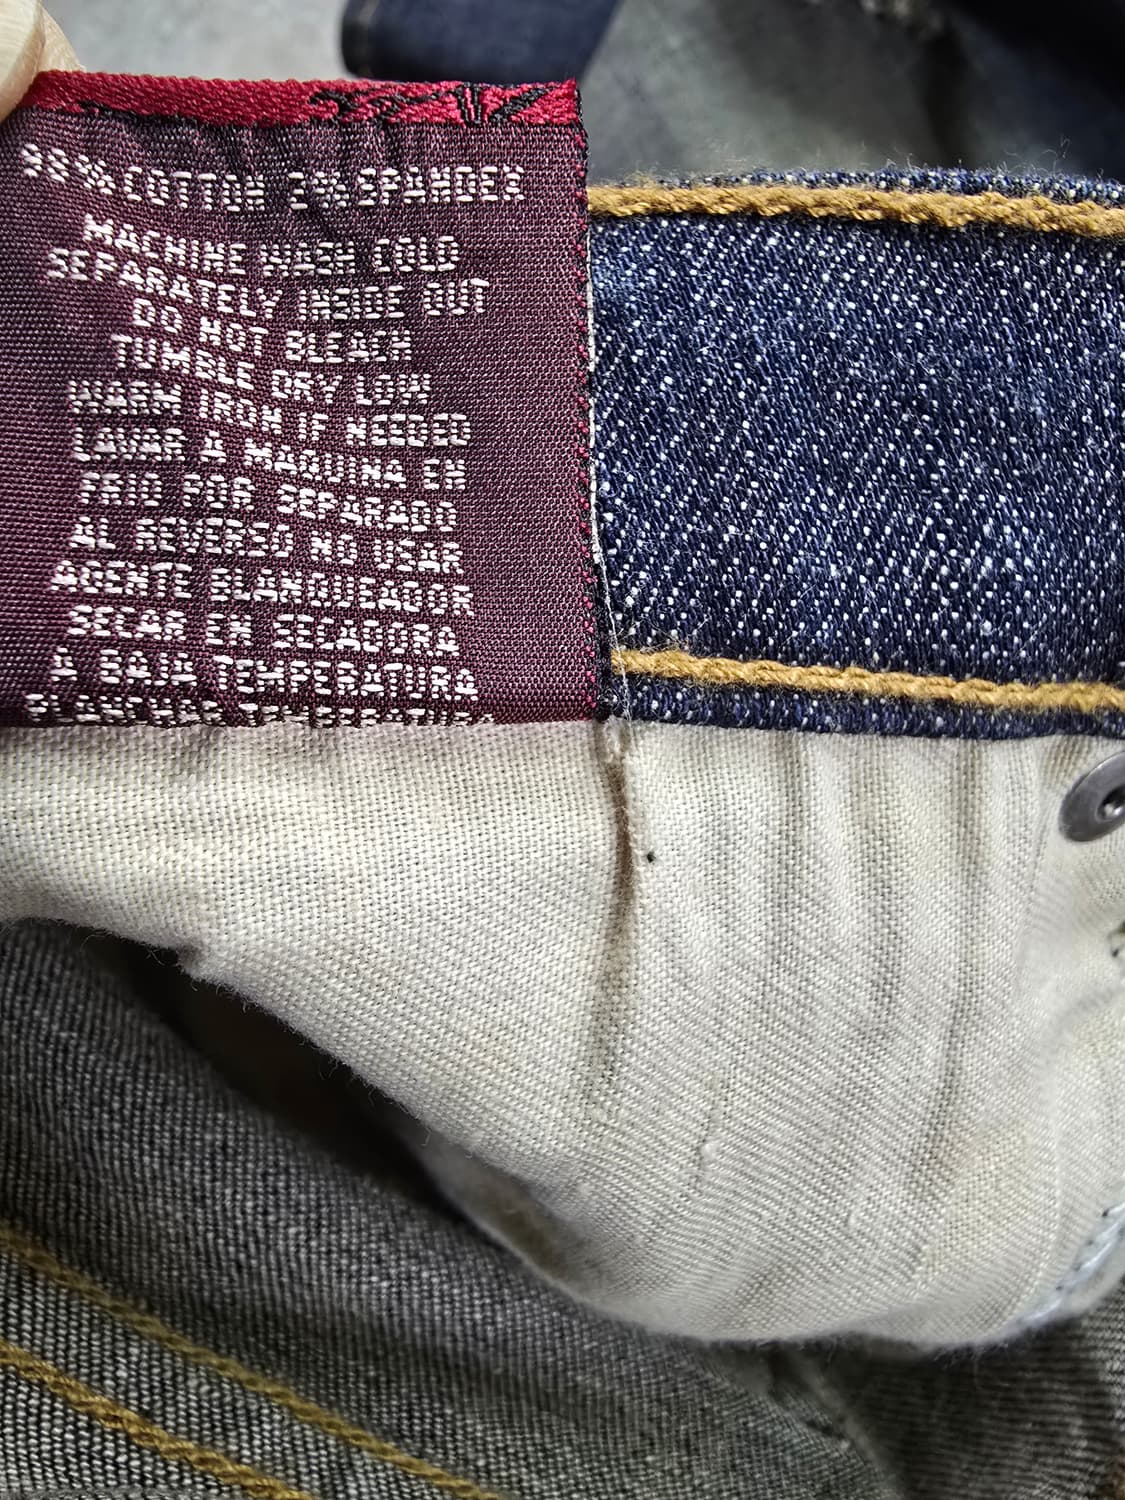 98% COTTON 2% SPANDEX
MACHINE WASH COLD
SEPARATELY INSIDE OUT
DO NOT BLEACH
TUMBLE DRY LOW
WARM IRON IF NEEDED
LAVAR A MAQUINA EN
FRIO POR SEPARADO
AL REVERSO NO USAR
AGENTE BLANQUEADOR
SECAR EN SECADORA
A BAJA TEMPERATURA